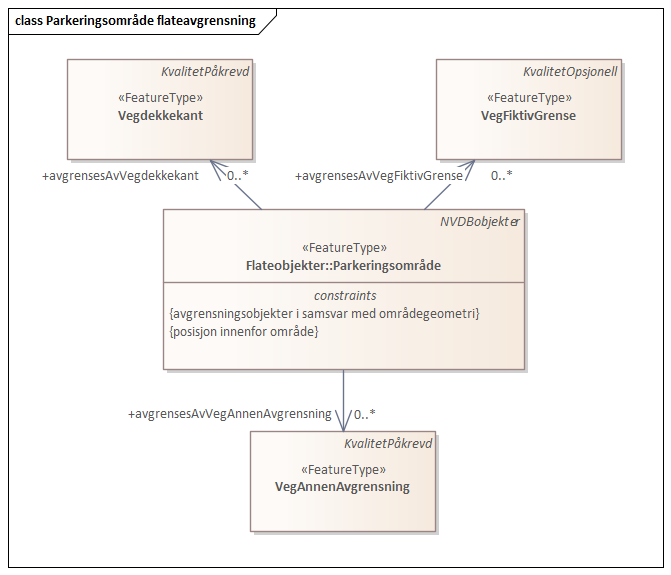 class Parkeringsområde flateavgrensning
KvalitetPåkrevd
«FeatureType»
Vegdekkekant
KvalitetOpsjonell
«FeatureType»
VegFiktivGrense
+avgrensesAvVegdekkekant 0..*
+avgrensesAvVegFiktivGrense 0..*
NVDBobjekter
«FeatureType»
Flateobjekter::Parkeringsområde
constraints
{avgrensningsobjekter i samsvar med områdegeometri}
{posisjon innenfor område}
+avgrensesAvVegAnnenAvgrensning 0..*
KvalitetPåkrevd
«FeatureType»
VegAnnenAvgrensning